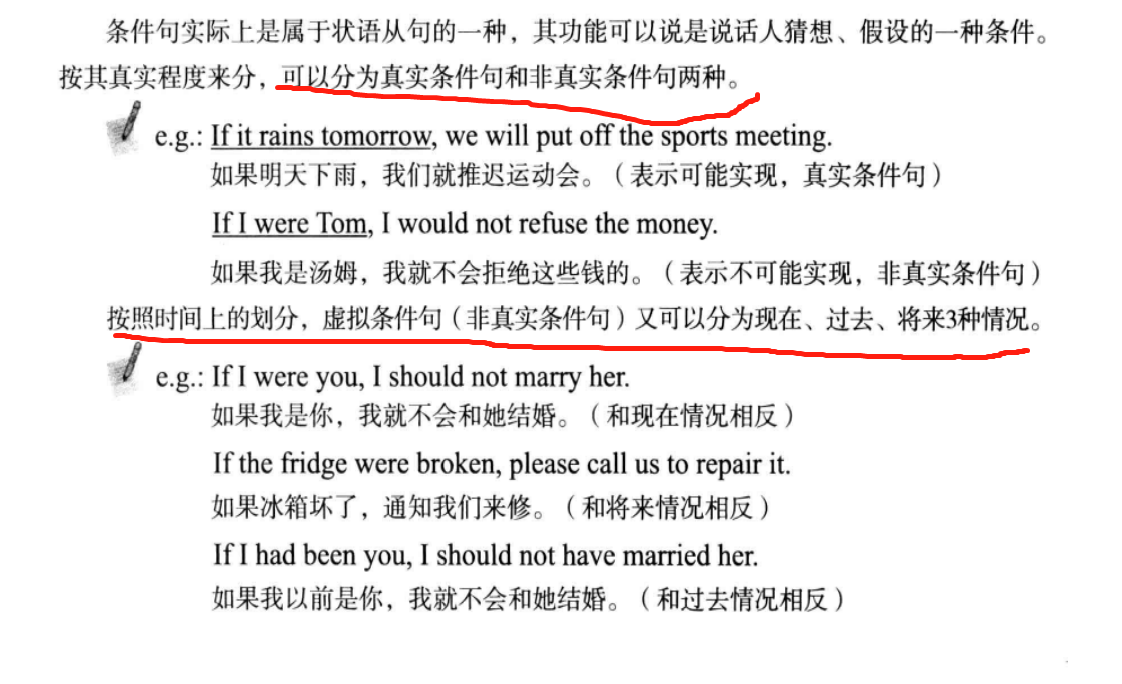 条件句实际上是属于状语从句的一种，其功能可以说是说话人猜想、假设的一种条件。
按其真实程度来分，可以分为真实条件句和非真实条件句两种。
e.g.: If it rains tomorrow, we will put off the sports meeting.
如果明天下雨，我们就推迟运动会。（表示可能实现，真实条件句）
If I were Tom, I would not refuse the money.
如果我是汤姆，我就不会拒绝这些钱的。（表示不可能实现，非真实条件句）
按照时间上的划分，虚拟条件句（非真实条件句）又可以分为现在、过去、将来3种情况。
e.g.: If I were you, I should not marry her.
如果我是你，我就不会和她结婚。（和现在情况相反）
If the fridge were broken, please call us to repair it.
如果冰箱坏了，通知我们来修。（和将来情况相反）
If I had been you, I should not have married her.
如果我以前是你，我就不会和她结婚。（和过去情况相反）